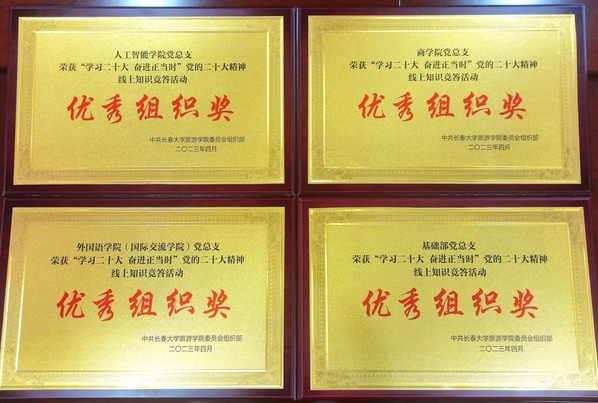 人工智能学院党总支
荣获“学习二十大 奋进正当时”党的二十大精神
线上知识竞答活动
优秀组织奖
中共长春大学旅游学院委员会组织部
二〇二三年四月
商学院党总支
荣获“学习二十大 奋进正当时”党的二十大精神
线上知识竞答活动
优秀组织奖
中共长春大学旅游学院委员会组织部
二〇二三年四月
外国语学院（国际交流学院）党总支
荣获“学习二十大 奋进正当时”党的二十大精神
线上知识竞答活动
优秀组织奖
中共长春大学旅游学院委员会组织部
二〇二三年四月
基础部党总支
荣获“学习二十大 奋进正当时”党的二十大精神
线上知识竞答活动
优秀组织奖
中共长春大学旅游学院委员会组织部
二〇二三年四月